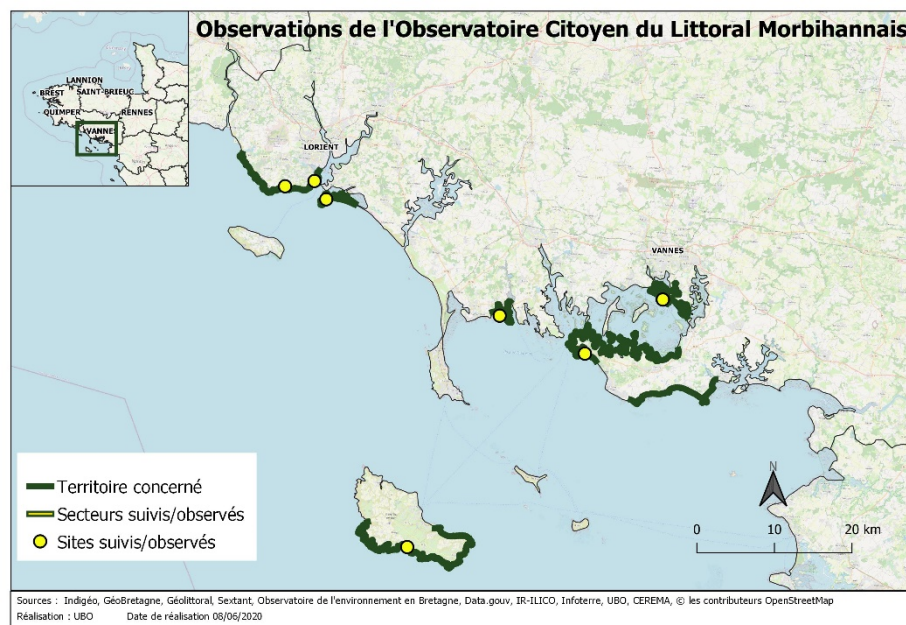 Observations de l'Observatoire Citoyen du Littoral Morbihannais
LANNION
BREST
SAINT-BRIEUC
QUIMPER
RENNES
VANNES
LORIENT
VANNES
Territoire concerné
Secteurs suivis/observés
Sites suivis/observés
N
0 10 20 km
Sources : Indigéo, GéoBretagne, Géolittoral, Sextant, Observatoire de l'environnement en Bretagne, Data.gouv, IR-ILICO, Infoterre, UBO, CEREMA, © les contributeurs OpenStreetMap
Réalisation : UBO Date de réalisation 08/06/2020